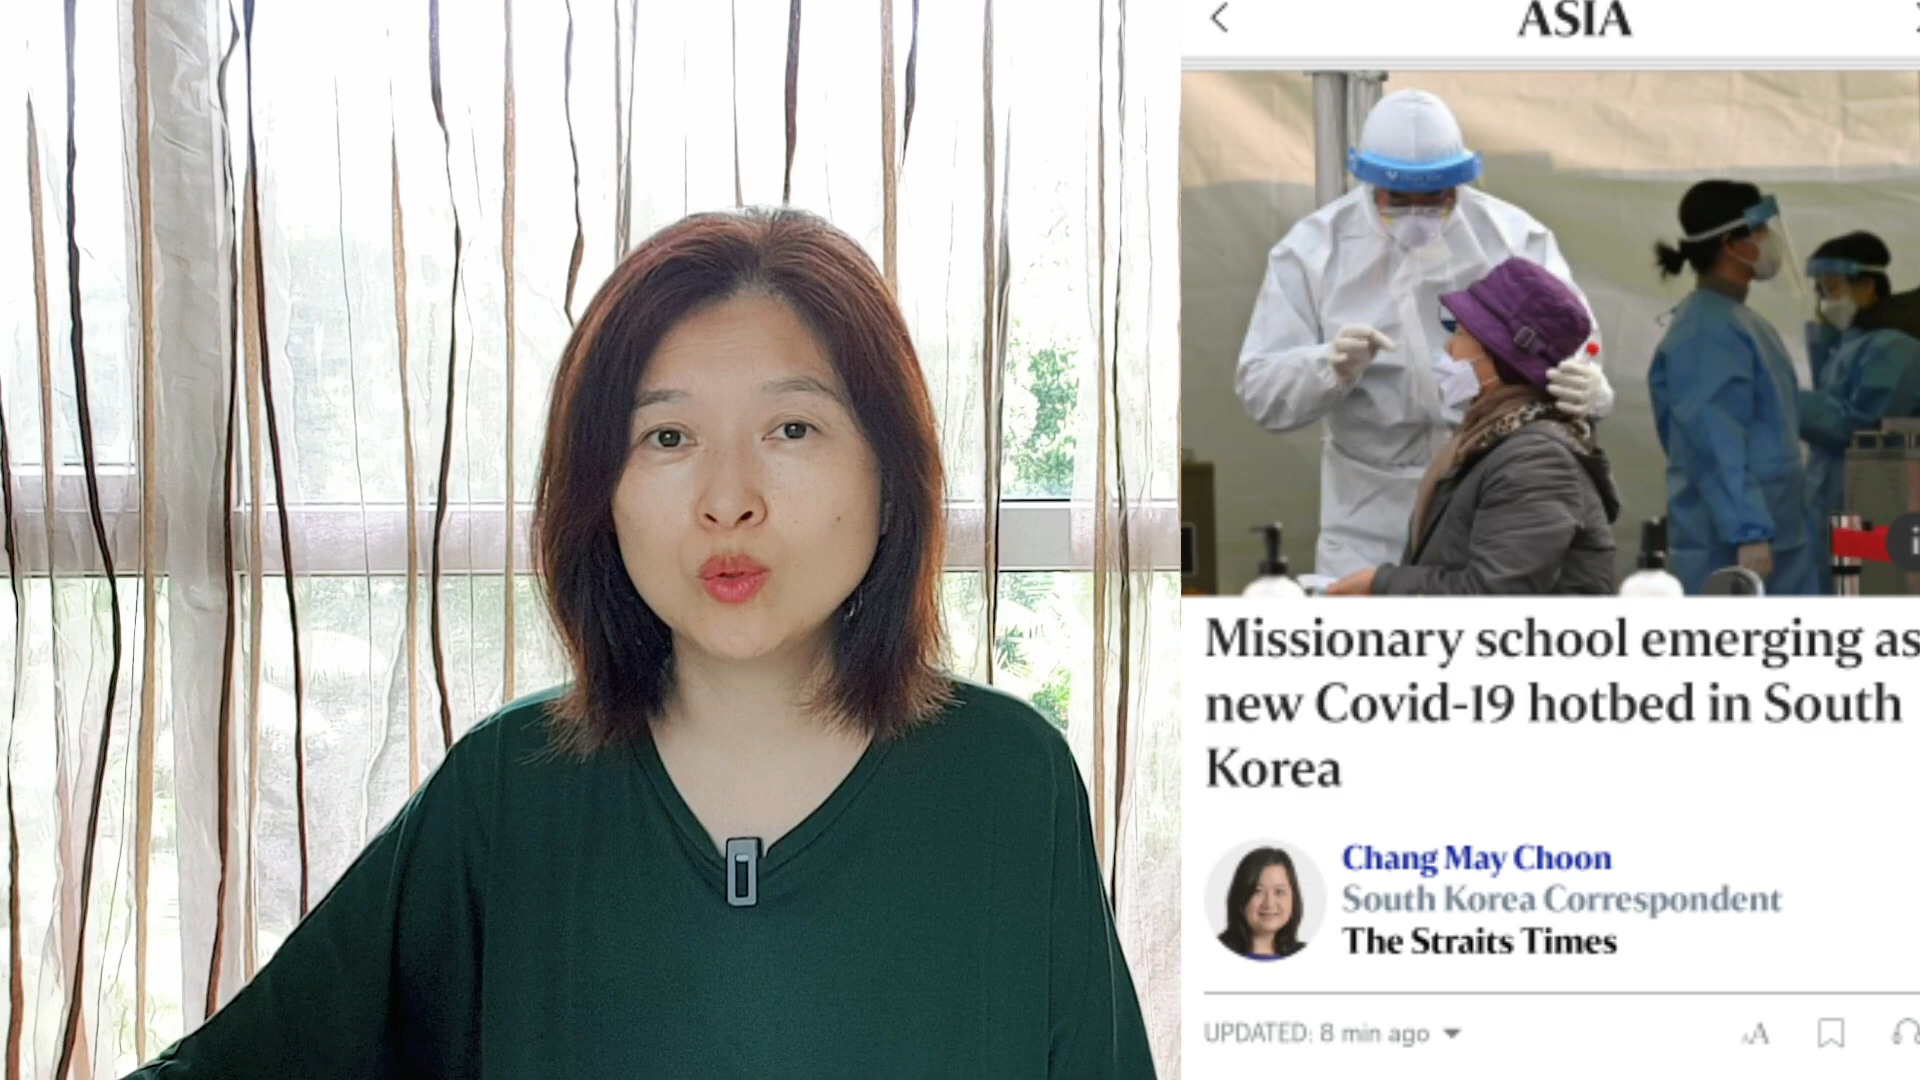 ASIA
Missionary school emerging as
new Covid-19 hotbed in South
Korea
Chang May Choon
South Korea Correspondent
The Straits Times
UPDATED: 8 min ago
AA